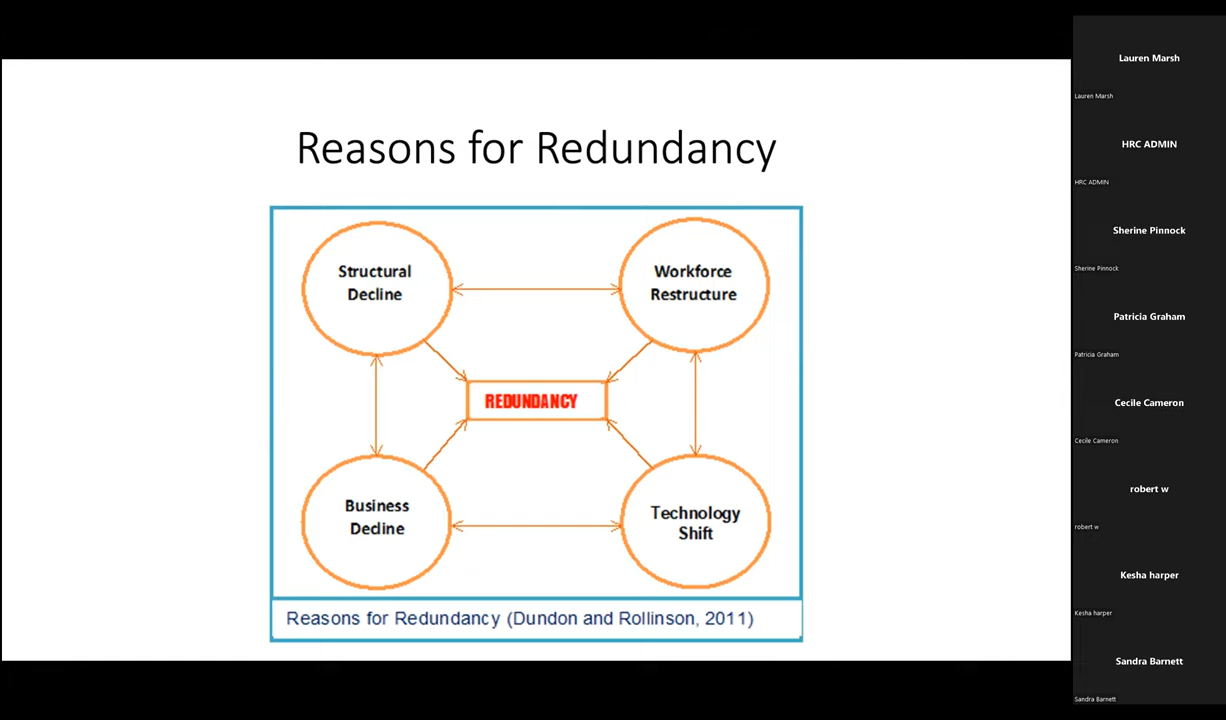 Reasons for Redundancy
Structural
Decline
Workforce
Restructure
REDUNDANCY
Business
Decline
Technology
Shift
Reasons for Redundancy (Dundon and Rollinson, 2011)
Lauren Marsh
Lauren Marsh
HRC ADMIN
HRC ADMIN
Sherine Pinnock
Sherine Pinnock
Patricia Graham
Patricia Graham
Cecile Cameron
Cecile Cameron
robert w
robert w
Kesha harper
Kesha harper
Sandra Barnett
Sandra Barnett